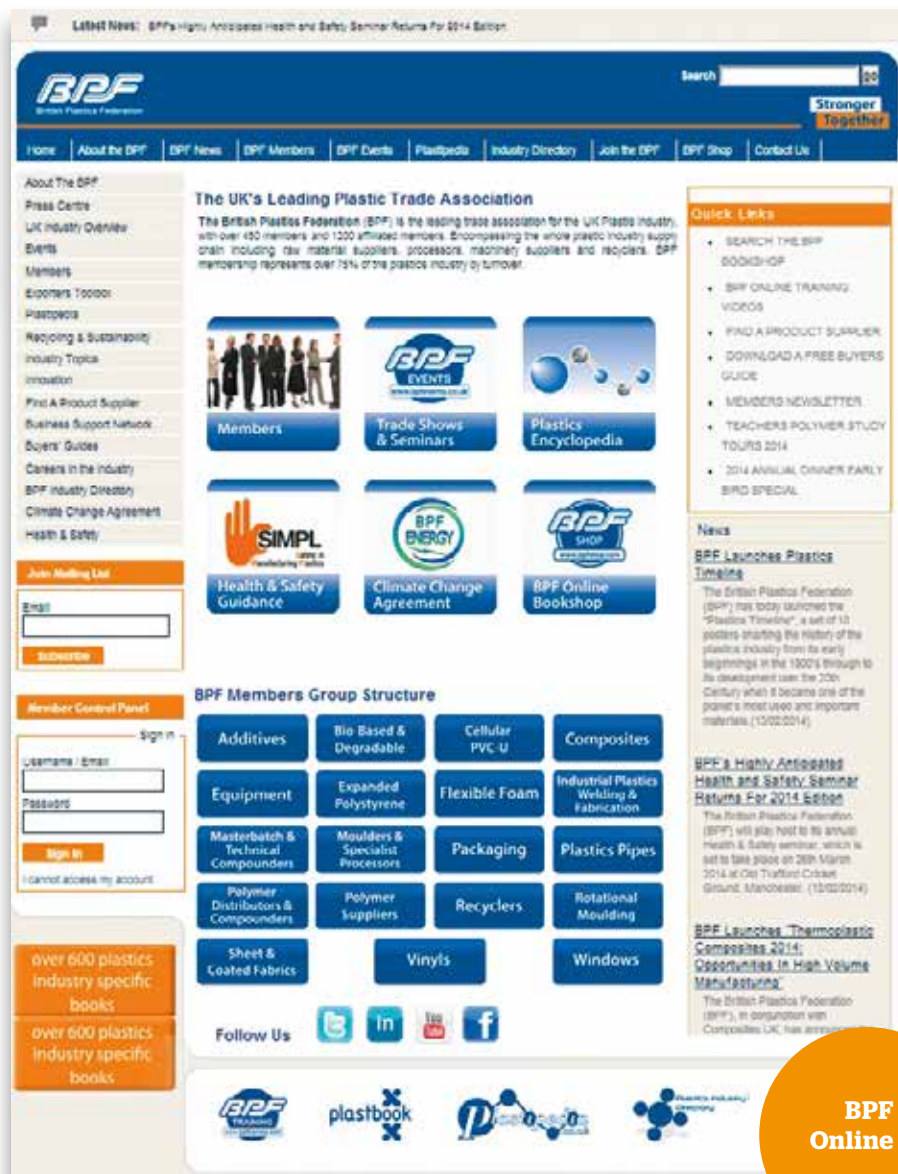 Latest News: BPF's Highly Anticipated Health and Safety Seminar Returns For 2014 Edition
BPF
British Plastics Federation
Search
GO
Stronger
Together
Home
About the BPF
BPF News
BPF Members
BPF Events
Plastipedia
Industry Directory
Join the BPF
BPF Shop
Contact Us
About The BPF
Press Centre
UK Industry Overview
Events
Members
Exporters Toolbox
Plastipedia
Recycling & Sustainability
Industry Topics
Innovation
Find A Product Supplier
Business Support Network
Buyers' Guides
Careers in the Industry
BPF Industry Directory
Climate Change Agreement
Health & Safety
Join Mailing List
Email
Subscribe
Member Control Panel
Sign in
Username / Email
Password
Sign In
I cannot access my account
over 600 plastics
industry specific
books
over 600 plastics
industry specific
books
The UK's Leading Plastic Trade Association
The British Plastics Federation (BPF) is the leading trade association for the UK Plastic Industry,
with over 450 members and 1300 affiliated members. Encompassing the whole plastic industry supply
chain including raw material suppliers, processors, machinery suppliers and recyclers. BPF
membership represents over 75% of the plastics industry by turnover.
Members
BPF
EVENTS
www.bpfevents.co.uk
Trade Shows
& Seminars
Plastics
Encyclopedia
SIMPL
Safety in
Manufacturing Plastics
Health & Safety
Guidance
BPF
ENERGY
Climate Change
Agreement
BPF
SHOP
BPF Online
Bookshop
BPF Members Group Structure
Additives
Bio Based &
Degradable
Cellular
PVC-U
Composites
Equipment
Expanded
Polystyrene
Flexible Foam
Industrial Plastics
Welding &
Fabrication
Masterbatch &
Technical
Compounders
Moulders &
Specialist
Processors
Packaging
Plastics Pipes
Polymer
Distributors &
Compounders
Polymer
Suppliers
Recyclers
Rotational
Moulding
Sheet &
Coated Fabrics
Vinyls
Windows
Follow Us
in
You
Tube
f
Quick Links
SEARCH THE BPF
BOOKSHOP
BPF ONLINE TRAINING
VIDEOS
FIND A PRODUCT SUPPLIER
DOWNLOAD A FREE BUYERS
GUIDE
MEMBERS NEWSLETTER
TEACHERS POLYMER STUDY
TOURS 2014
2014 ANNUAL DINNER EARLY
BIRD SPECIAL
News
BPF Launches Plastics
Timeline
The British Plastics Federation
(BPF) has today launched the
"Plastics Timeline", a set of 10
posters charting the history of the
plastics industry from its early
beginnings in the 1800's through to
its development over the 20th
Century when it became one of the
planet's most used and important
materials.(13/02/2014)
BPF's Highly Anticipated
Health and Safety Seminar
Returns For 2014 Edition
The British Plastics Federation
(BPF) will play host to its annual
Health & Safety seminar, which is
set to take place on 26th March
2014 at Old Trafford Cricket
Ground, Manchester. (13/02/2014)
BPF Launches 'Thermoplastic
Composites 2014:
Opportunities In High Volume
Manufacturing'
The British Plastics Federation
(BPF), in conjunction with
Composites UK, has announced
BPF
TRAINING
plastbook
Plastipedia
Plastics Industry
Directory
BPF
Online